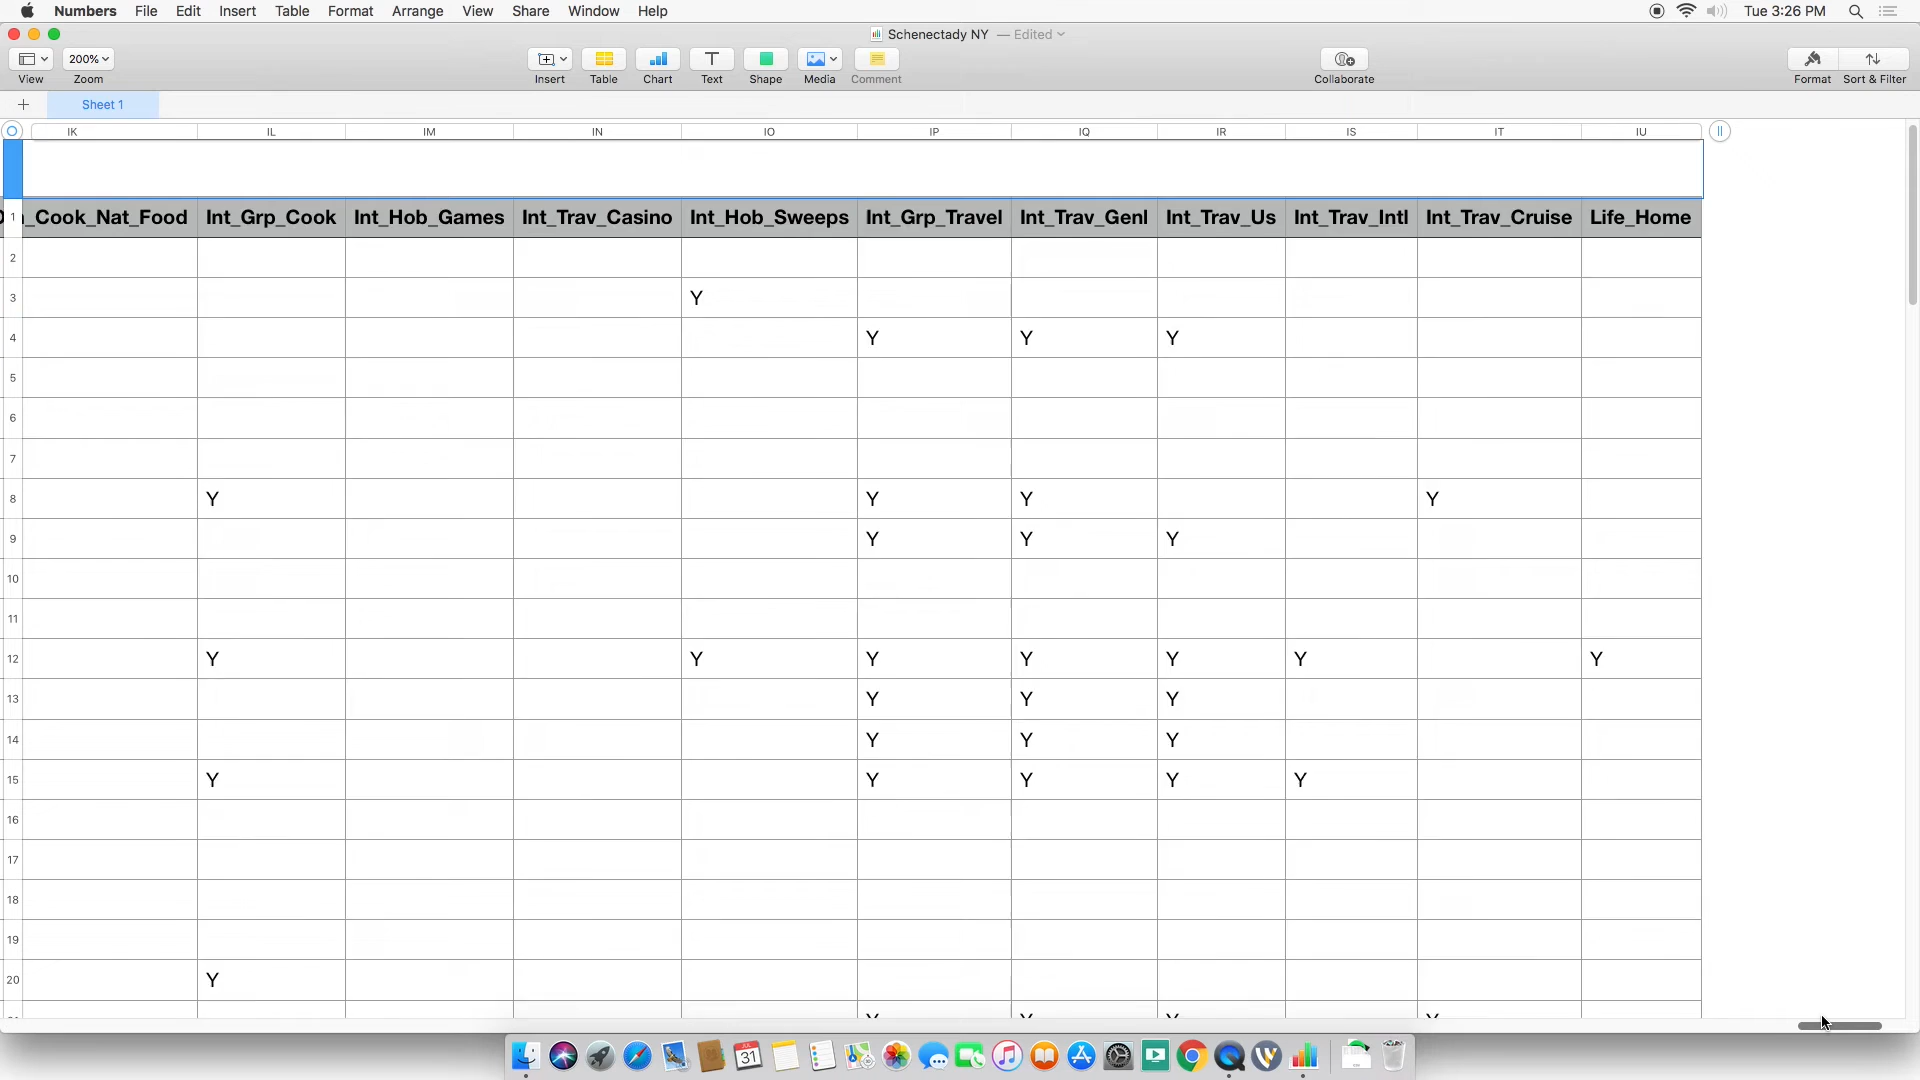 Numbers File Edit Insert Table Format Arrange View Share Window Help Tue 3:26 PM
Schenectady NY — Edited
200%
View Zoom Insert Table Chart Text Shape Media Comment Collaborate Format Sort & Filter
Sheet 1
IK IL IM IN IO IP IQ IR IS IT IU
1 _Cook_Nat_Food Int_Grp_Cook Int_Hob_Games Int_Trav_Casino Int_Hob_Sweeps Int_Grp_Travel Int_Trav_Genl Int_Trav_Us Int_Trav_Intl Int_Trav_Cruise Life_Home
2
3 Y
4 Y Y Y
5
6
7
8 Y Y Y Y
9 Y Y Y
10
11
12 Y Y Y Y Y Y Y
13 Y Y Y
14 Y Y Y
15 Y Y Y Y Y
16
17
18
19
20 Y
Y Y Y Y
JUL
31